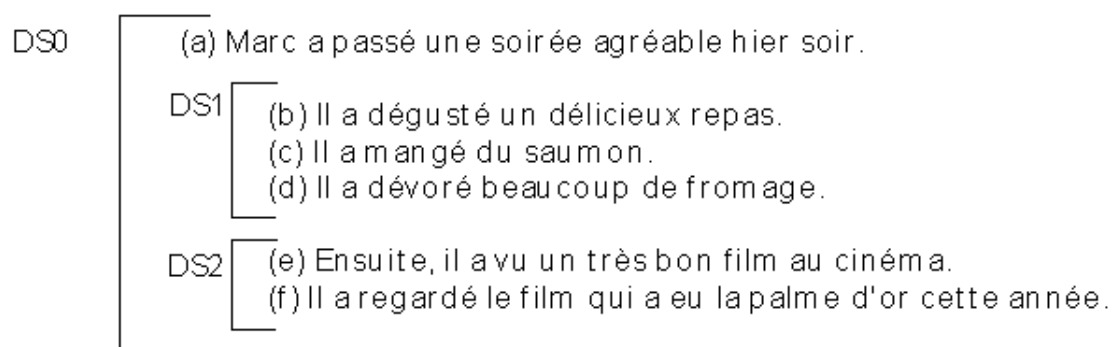 DS0 (a) Marc a passé une soirée agréable hier soir.
DS1 (b) Il a dégusté un délicieux repas.
(c) Il a mangé du saumon.
(d) Il a dévoré beaucoup de fromage.
DS2 (e) Ensuite, il a vu un très bon film au cinéma.
(f) Il a regardé le film qui a eu la palme d'or cette année.